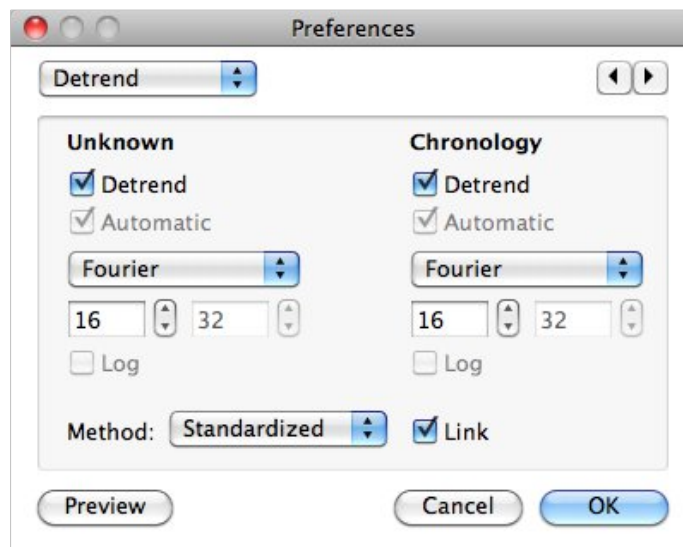 Preferences
Detrend
Unknown Chronology
Detrend Detrend
Automatic Automatic
Fourier Fourier
16 32 16 32
Log Log
Method: Standardized Link
Preview Cancel OK